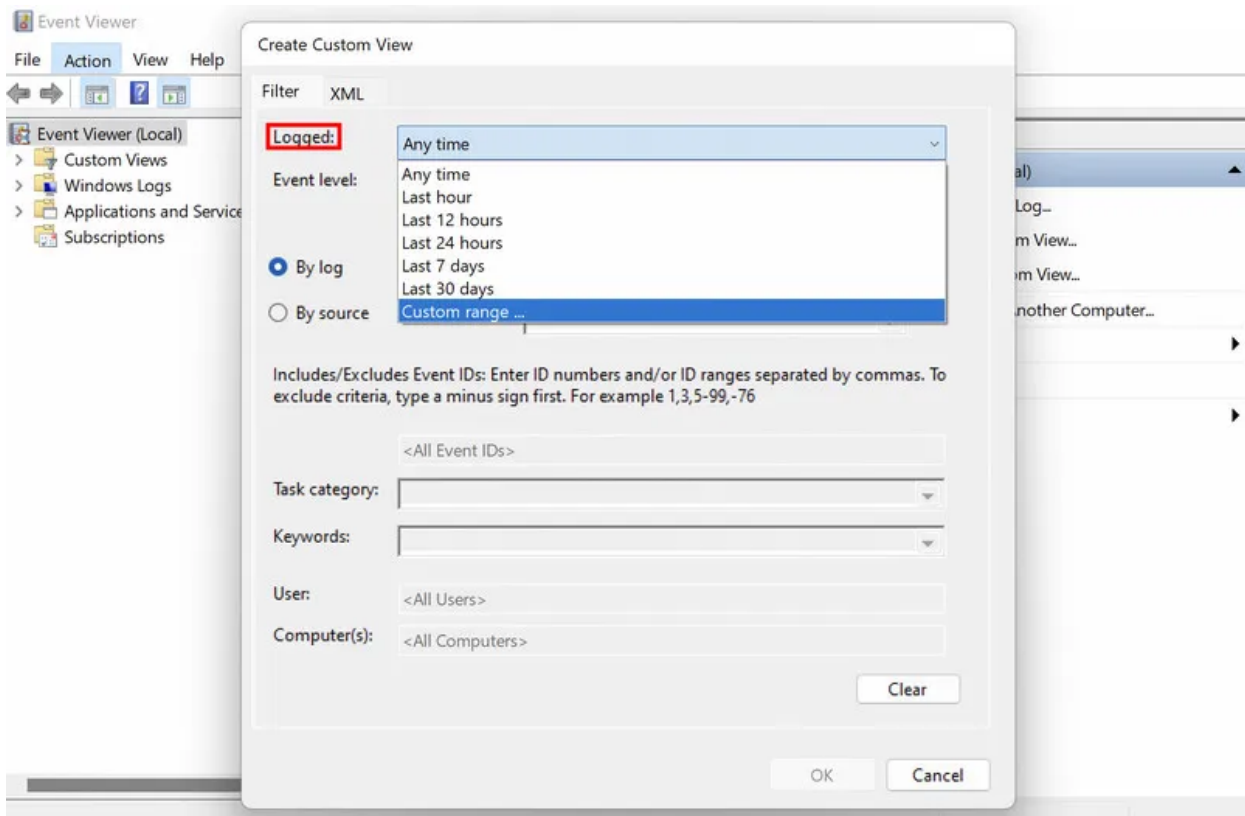 Event Viewer
File Action View Help
Event Viewer (Local)
Custom Views
Windows Logs
Applications and Service
Subscriptions
Create Custom View
Filter XML
Logged: Any time
Any time
Last hour
Last 12 hours
Last 24 hours
Last 7 days
Last 30 days
Custom range ...
Event level:
By log
By source
Includes/Excludes Event IDs: Enter ID numbers and/or ID ranges separated by commas. To
exclude criteria, type a minus sign first. For example 1,3,5-99,-76
<All Event IDs>
Task category:
Keywords:
User: <All Users>
Computer(s): <All Computers>
Clear
OK Cancel
al)
Log...
m View...
om View...
nother Computer...